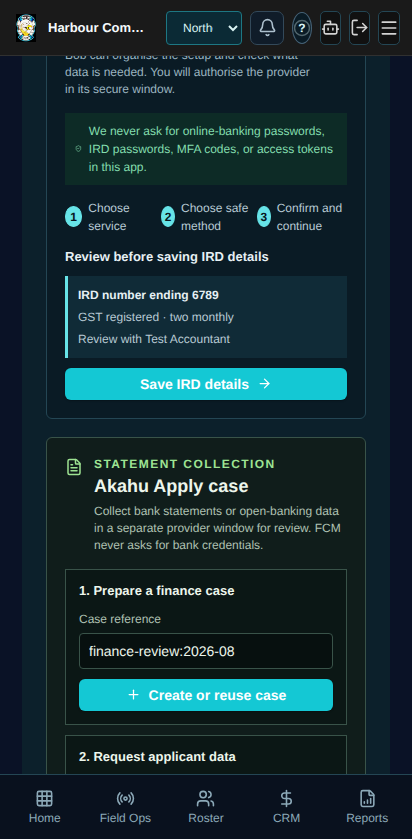 Harbour Com...
North
?
Bob can organise the setup and check what
data is needed. You will authorise the provider
in its secure window.
We never ask for online-banking passwords,
IRD passwords, MFA codes, or access tokens
in this app.
1 Choose service
2 Choose safe method
3 Confirm and continue
Review before saving IRD details
IRD number ending 6789
GST registered · two monthly
Review with Test Accountant
Save IRD details
STATEMENT COLLECTION
Akahu Apply case
Collect bank statements or open-banking data
in a separate provider window for review. FCM
never asks for bank credentials.
1. Prepare a finance case
Case reference
finance-review:2026-08
Create or reuse case
2. Request applicant data
Home
Field Ops
Roster
CRM
Reports